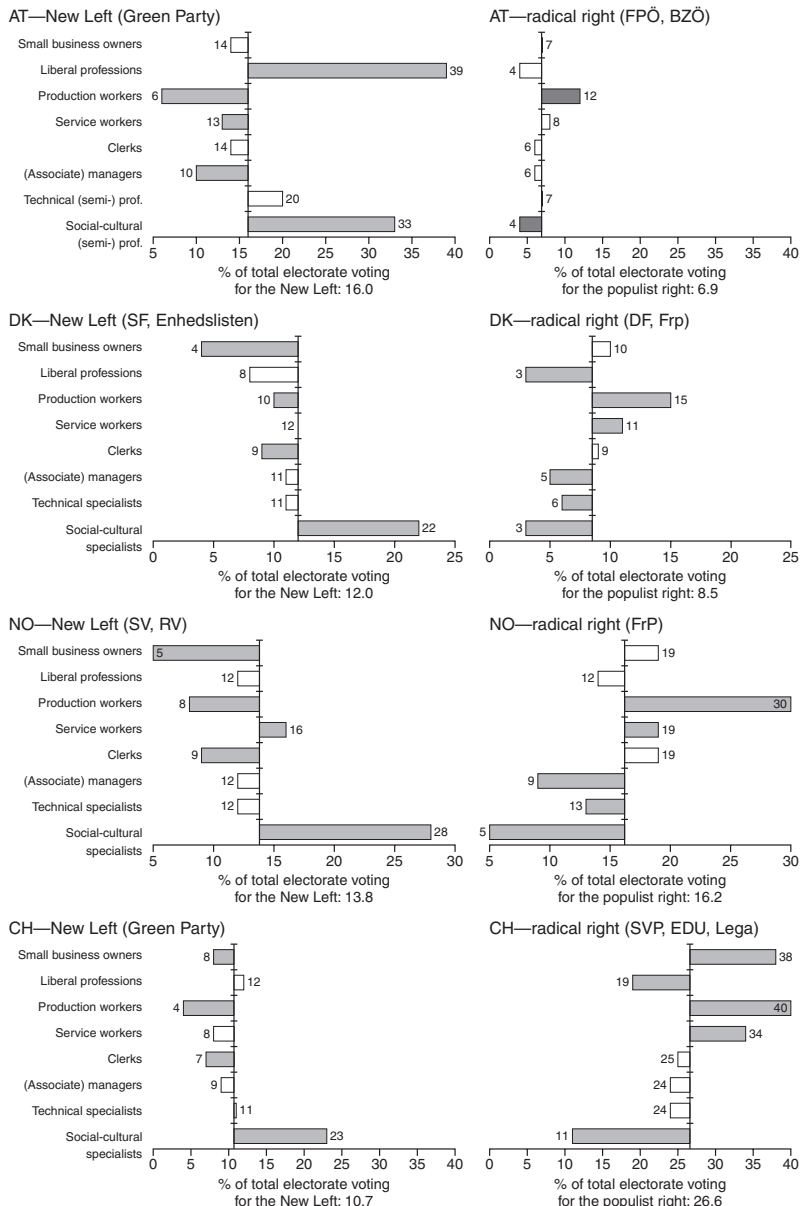 AT—New Left (Green Party)
Small business owners
14
Liberal professions
39
Production workers
6
Service workers
13
Clerks
14
(Associate) managers
10
Technical (semi-) prof.
20
Social-cultural
(semi-) prof.
33
5 10 15 20 25 30 35 40
% of total electorate voting
for the New Left: 16.0
AT—radical right (FPÖ, BZÖ)
7
4
12
8
6
6
7
4
0 5 10 15 20 25 30 35 40
% of total electorate voting
for the populist right: 6.9
DK—New Left (SF, Enhedslisten)
Small business owners
4
Liberal professions
8
Production workers
10
Service workers
12
Clerks
9
(Associate) managers
11
Technical specialists
11
Social-cultural
specialists
22
0 5 10 15 20 25
% of total electorate voting
for the New Left: 12.0
DK—radical right (DF, Frp)
10
3
15
11
9
5
6
3
0 5 10 15 20 25
% of total electorate voting
for the populist right: 8.5
NO—New Left (SV, RV)
Small business owners
5
Liberal professions
12
Production workers
8
Service workers
16
Clerks
9
(Associate) managers
12
Technical specialists
12
Social-cultural
specialists
28
5 10 15 20 25 30
% of total electorate voting
for the New Left: 13.8
NO—radical right (FrP)
19
12
30
19
19
9
13
5
5 10 15 20 25 30
% of total electorate voting
for the populist right: 16.2
CH—New Left (Green Party)
Small business owners
8
Liberal professions
12
Production workers
4
Service workers
8
Clerks
7
(Associate) managers
9
Technical specialists
11
Social-cultural
specialists
23
0 5 10 15 20 25 30 35 40
% of total electorate voting
for the New Left: 10.7
CH—radical right (SVP, EDU, Lega)
38
19
40
34
25
24
24
11
0 5 10 15 20 25 30 35 40
% of total electorate voting
for the populist right: 26.6